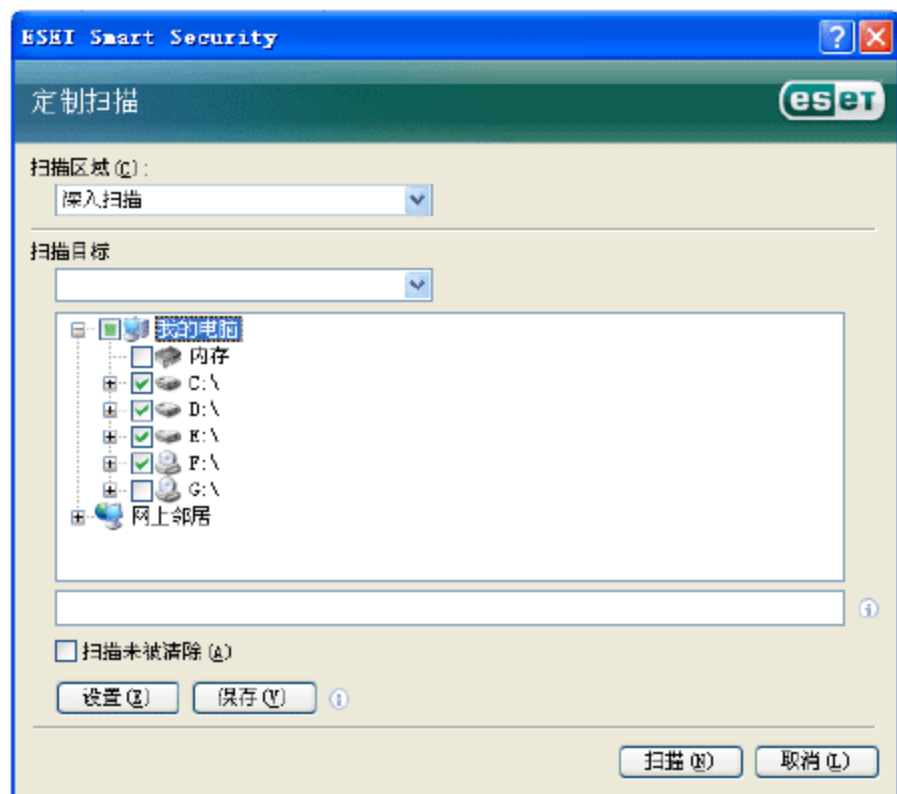 ESET Smart Security
定制扫描
eseT
扫描区域(C):
深入扫描
扫描目标
我的电脑
内存
C:\
D:\
E:\
F:\
G:\
网上邻居
扫描未被清除(A)
设置(Z) 保存(Y)
扫描(N) 取消(L)